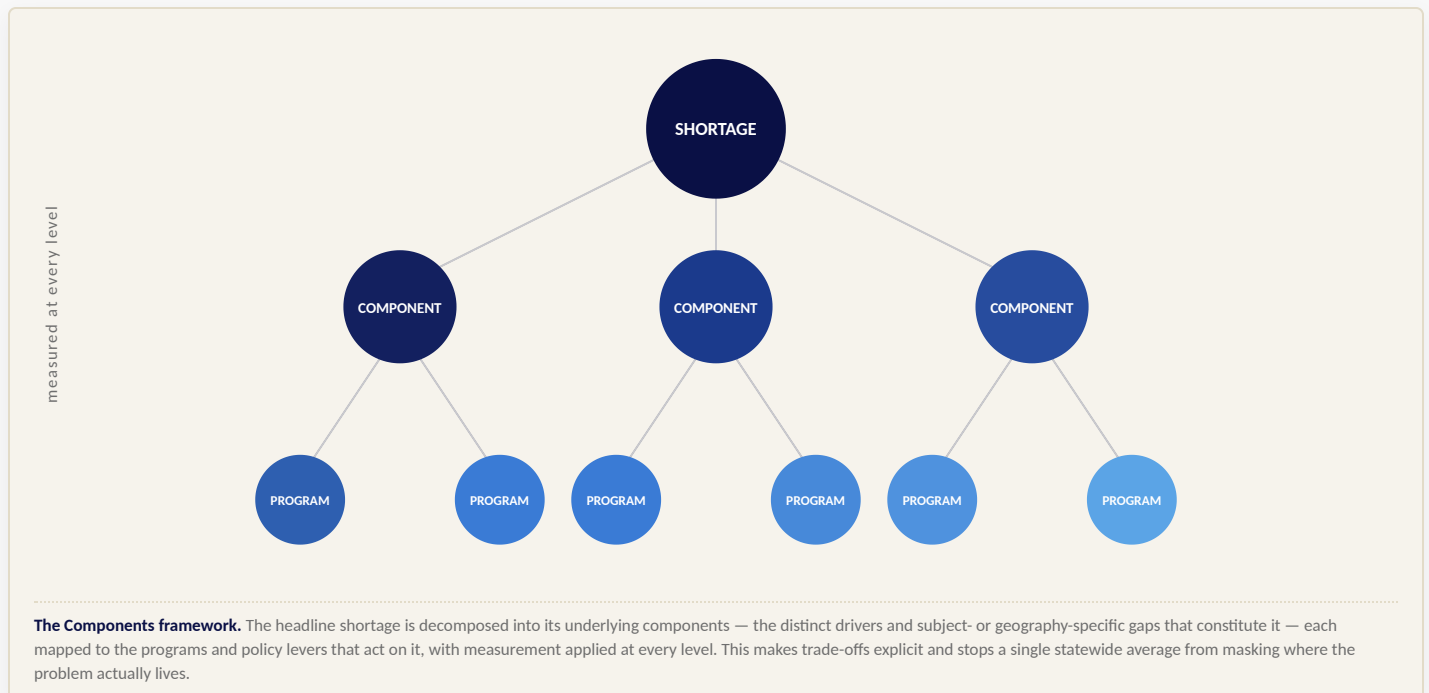 SHORTAGE
measured at every level
COMPONENT
COMPONENT
COMPONENT
PROGRAM
PROGRAM
PROGRAM
PROGRAM
PROGRAM
PROGRAM
The Components framework. The headline shortage is decomposed into its underlying components — the distinct drivers and subject- or geography-specific gaps that constitute it — each
mapped to the programs and policy levers that act on it, with measurement applied at every level. This makes trade-offs explicit and stops a single statewide average from masking where the
problem actually lives.